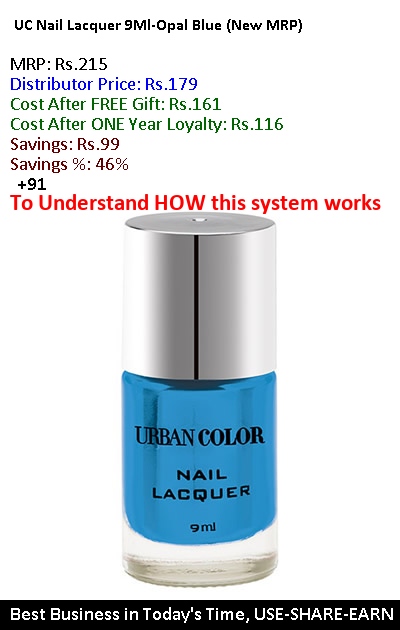 UC Nail Lacquer 9Ml-Opal Blue (New MRP)
MRP: Rs.215
Distributor Price: Rs.179
Cost After FREE Gift: Rs.161
Cost After ONE Year Loyalty: Rs.116
Savings: Rs.99
Savings %: 46%
+91
To Understand HOW this system works
URBAN COLOR
NAIL
LACQUER
9ml
Best Business in Today's Time, USE-SHARE-EARN